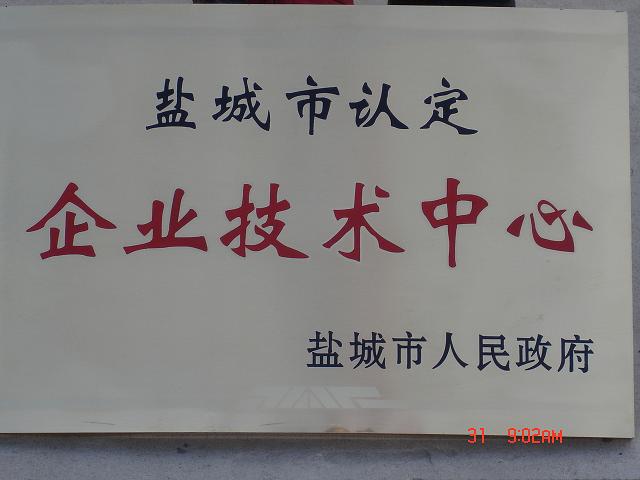 盐城市认定
企业技术中心
盐城市人民政府
31 9:02AM